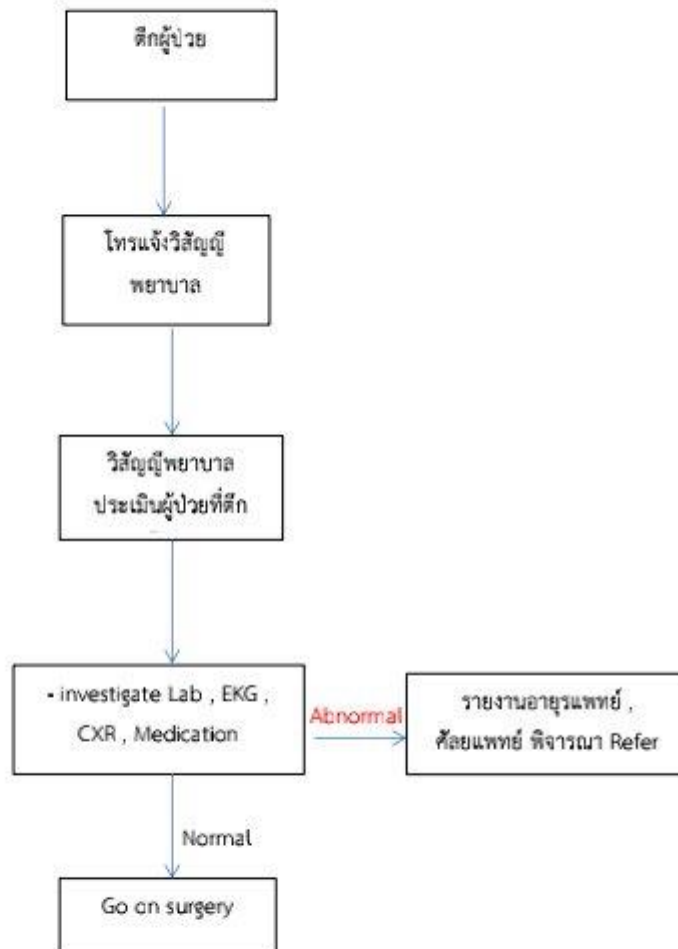 ตึกผู้ป่วย
โทรแจ้งวิสัญญี
พยาบาล
วิสัญญีพยาบาล
ประเมินผู้ป่วยที่ตึก
- investigate Lab , EKG ,
CXR , Medication
Abnormal
รายงานอายุรแพทย์ ,
ศัลยแพทย์ พิจารณา Refer
Normal
Go on surgery